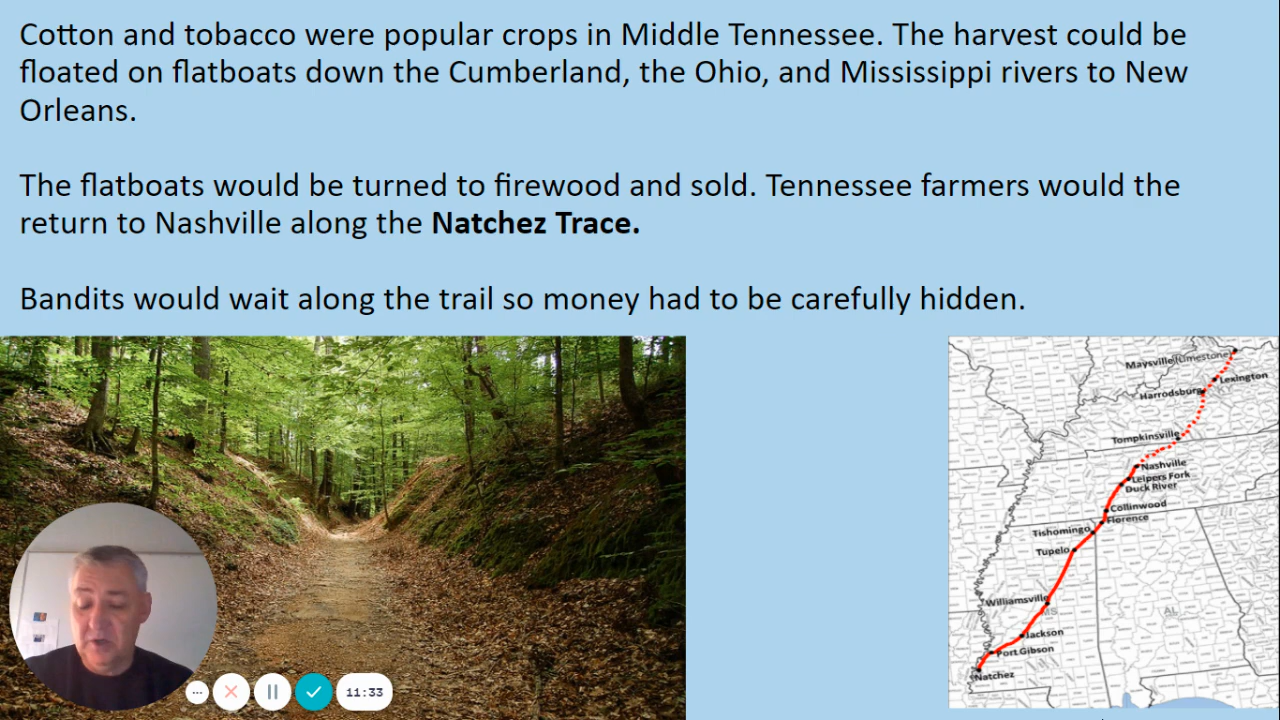 Cotton and tobacco were popular crops in Middle Tennessee. The harvest could be
floated on flatboats down the Cumberland, the Ohio, and Mississippi rivers to New
Orleans.
The flatboats would be turned to firewood and sold. Tennessee farmers would the
return to Nashville along the Natchez Trace.
Bandits would wait along the trail so money had to be carefully hidden.
Maysville(Limestone)
Lexington
Harrodsburg
Tompkinsville
Nashville
Leipers Fork
Duck River
Collinwood
Florence
Tishomingo
Tupelo
Williamsville
MS
AL
Jackson
Port Gibson
Natchez
11:33